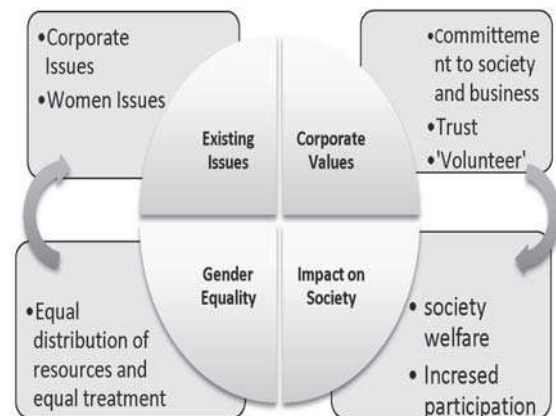 •Corporate
Issues
•Women Issues
•Committeme
nt to society
and business
•Trust
•'Volunteer'
Existing
Issues
Corporate
Values
Gender
Equality
Impact on
Society
•Equal
distribution of
resources and
equal treatment
• society
welfare
• Incresed
participation